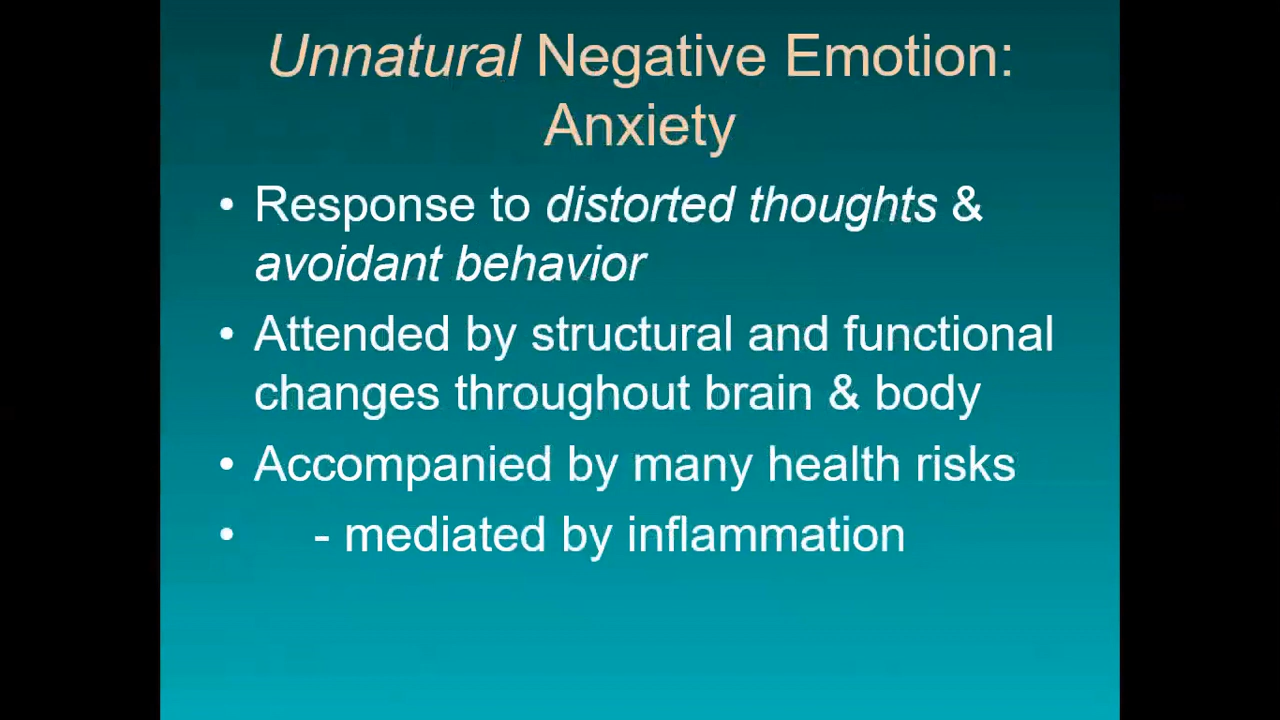 Unnatural Negative Emotion:
Anxiety
• Response to distorted thoughts &
avoidant behavior
• Attended by structural and functional
changes throughout brain & body
• Accompanied by many health risks
• - mediated by inflammation